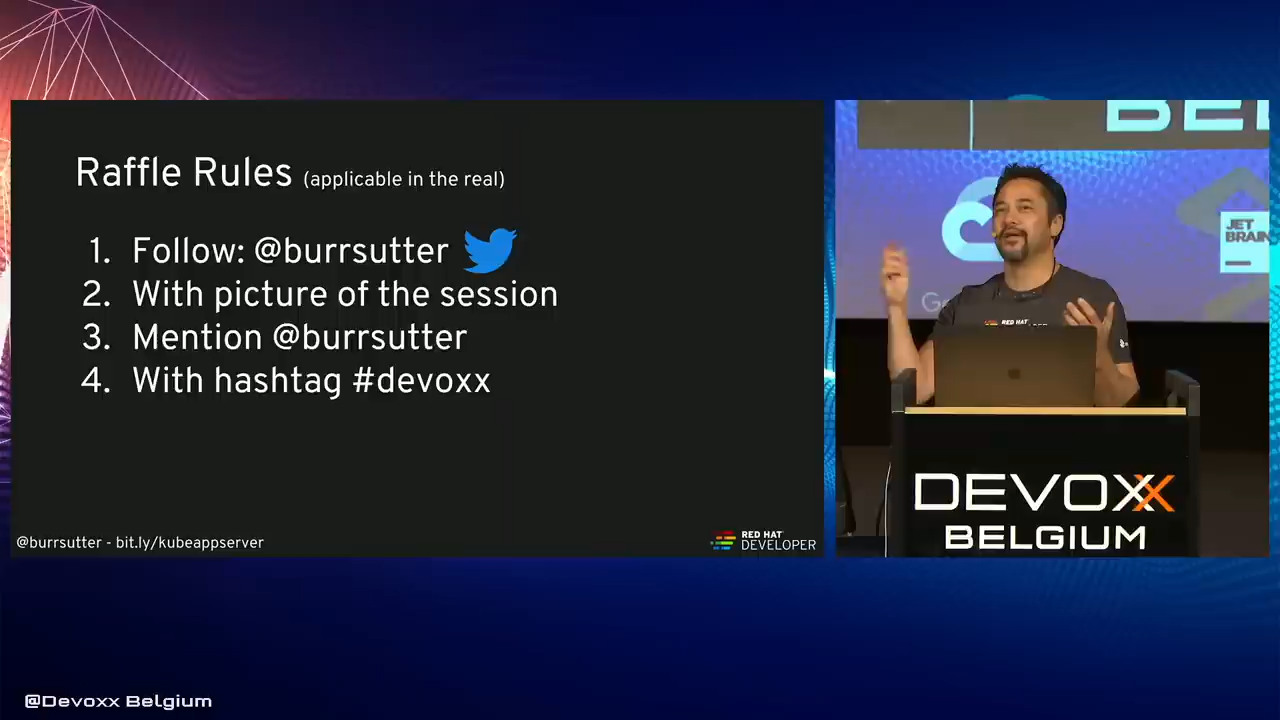 Raffle Rules (applicable in the real)
1. Follow: @burrsutter
2. With picture of the session
3. Mention @burrsutter
4. With hashtag #devoxx
@burrsutter - bit.ly/kubeappserver
RED HAT
DEVELOPER
JET
BRAIN
RED HAT
DEVOXX
BELGIUM
@Devoxx Belgium